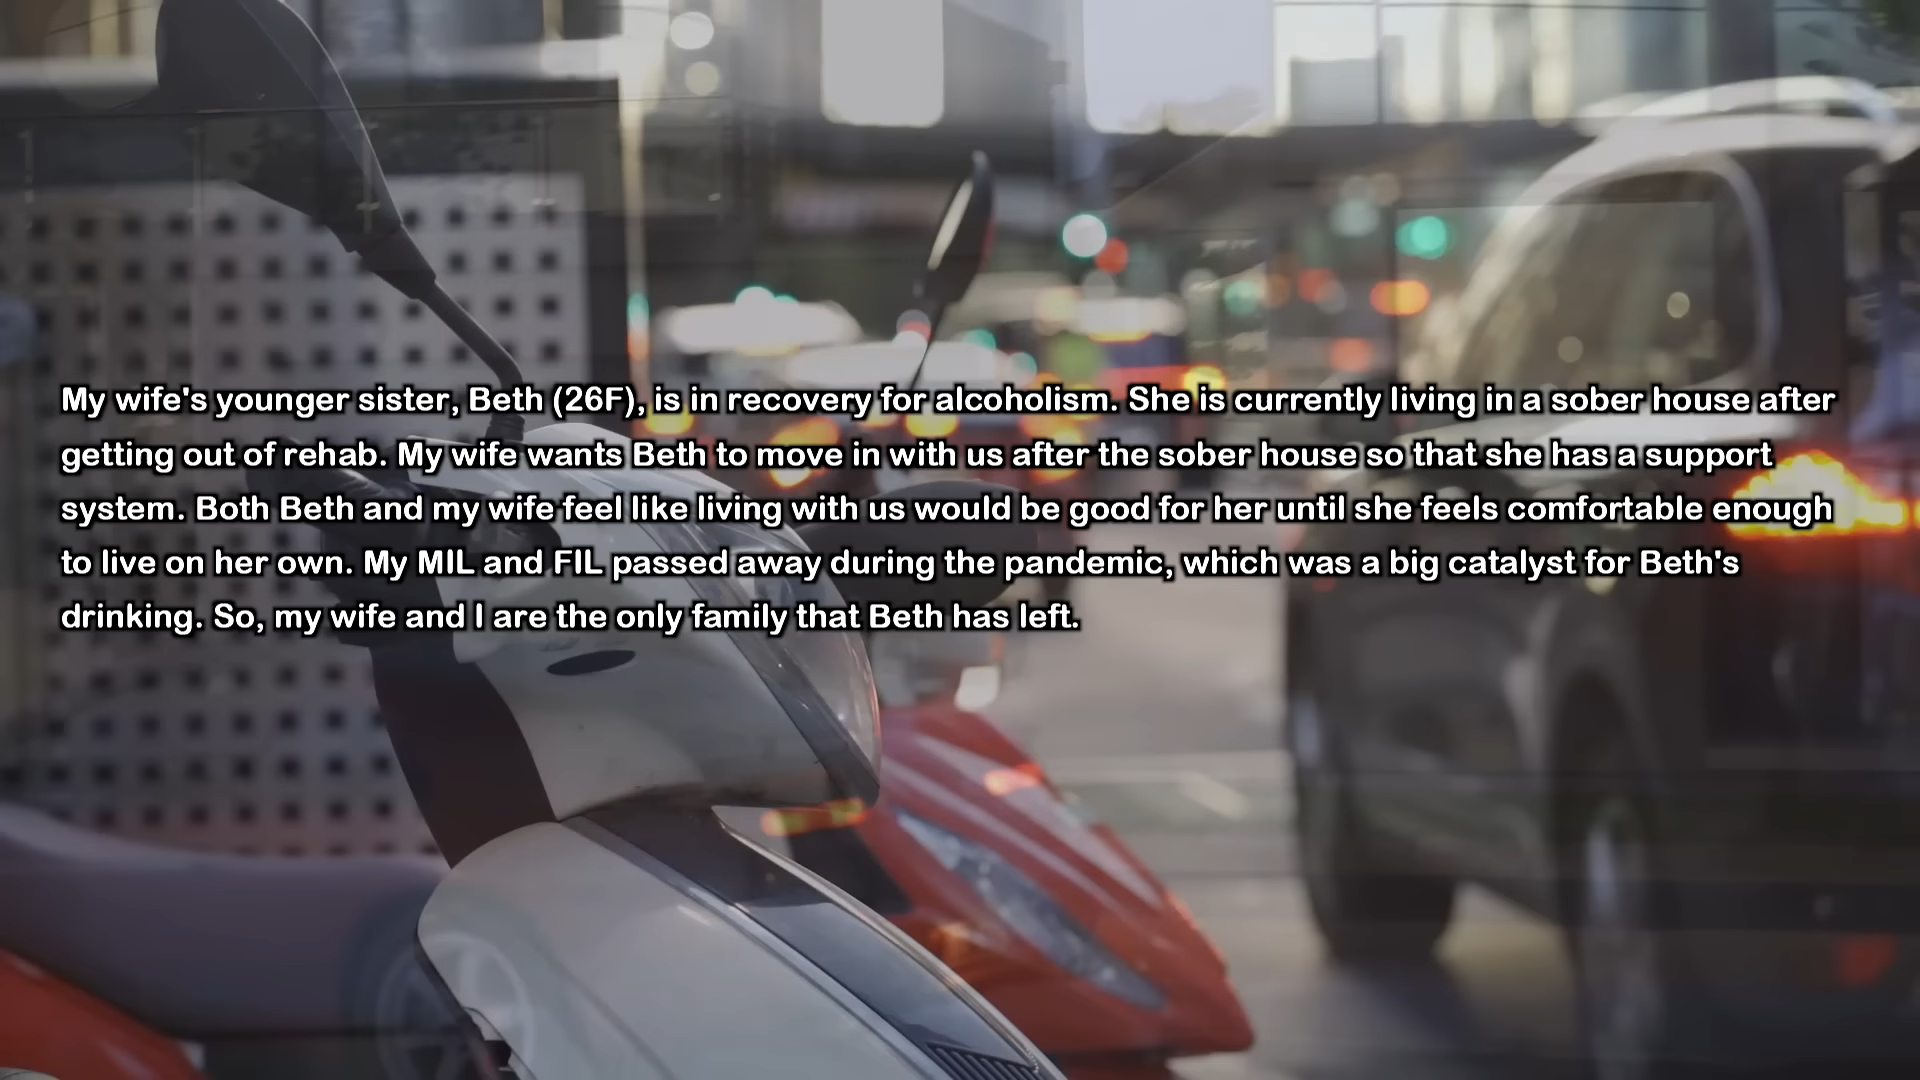 My wife's younger sister, Beth (26F), is in recovery for alcoholism. She is currently living in a sober house after
getting out of rehab. My wife wants Beth to move in with us after the sober house so that she has a support
system. Both Beth and my wife feel like living with us would be good for her until she feels comfortable enough
to live on her own. My MIL and FIL passed away during the pandemic, which was a big catalyst for Beth's
drinking. So, my wife and I are the only family that Beth has left.